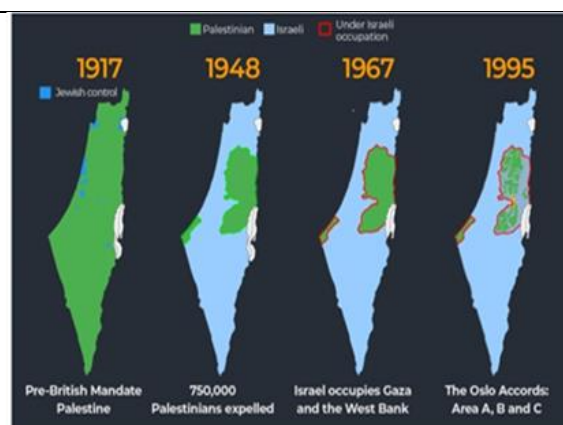 Palestinian
Israeli
Under Israeli
occupation
1917
1948
1967
1995
Jewish control
Pre-British Mandate
Palestine
750,000
Palestinians expelled
Israel occupies Gaza
and the West Bank
The Oslo Accords:
Area A, B and C